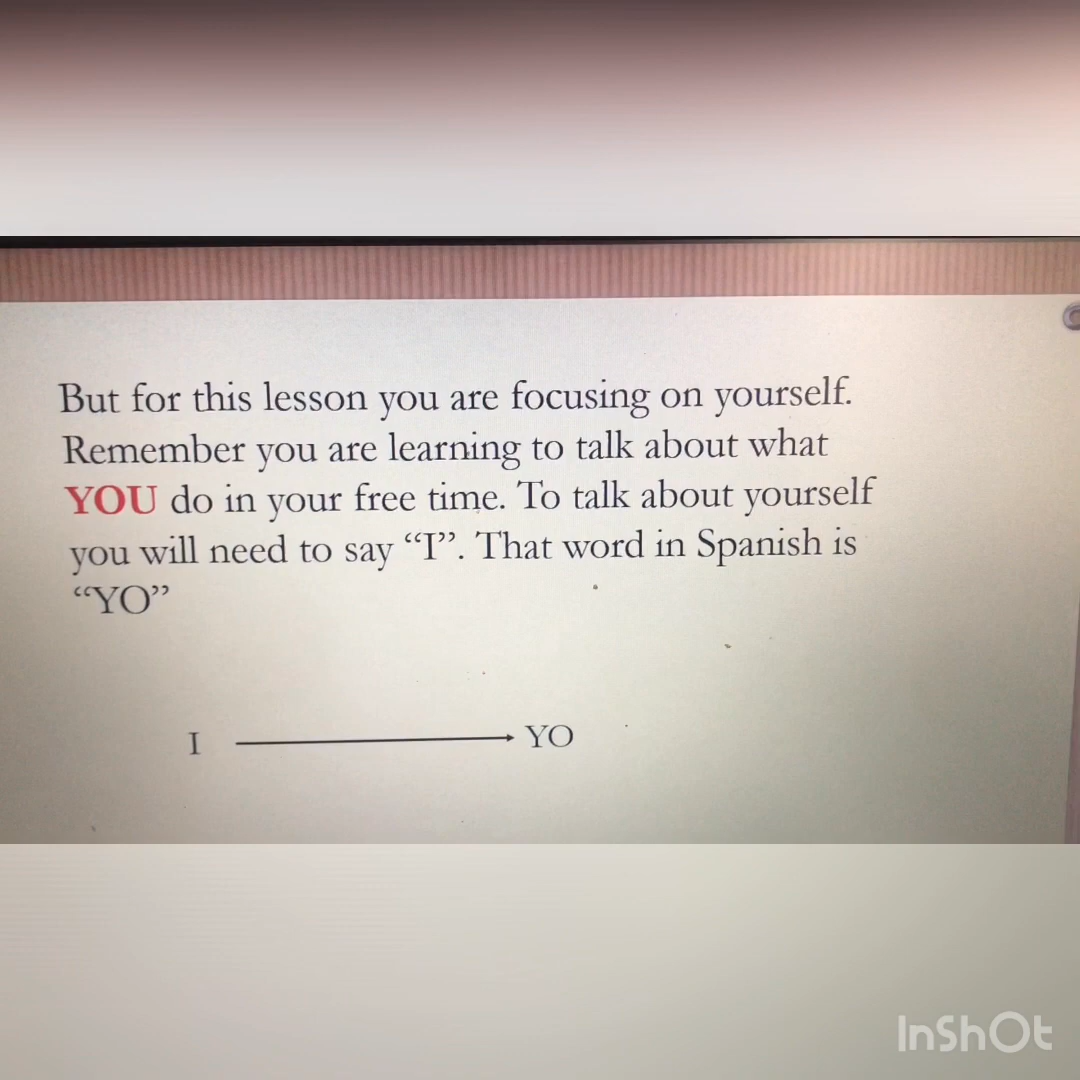 But for this lesson you are focusing on yourself.
Remember you are learning to talk about what
YOU do in your free time. To talk about yourself
you will need to say “I”. That word in Spanish is
“YO”
I YO
InShOt